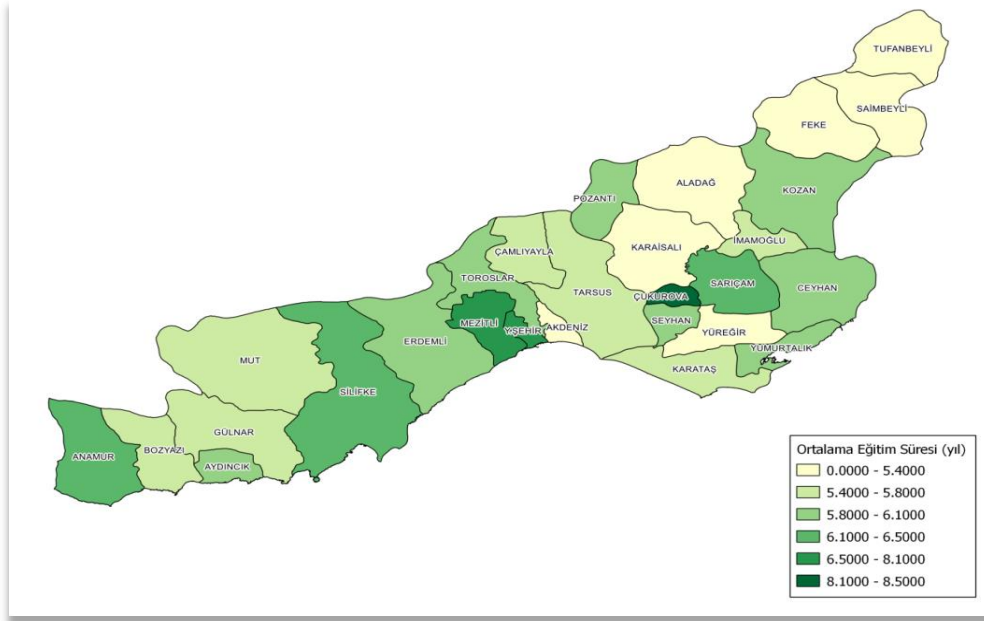 TUFANBEYLİ
SAİMBEYLİ
FEKE
ALADAĞ
KOZAN
POZANTI
KARAİSALI
İMAMOĞLU
ÇAMLIYAYLA
TOROSLAR
TARSUS
ÇUKUROVA
SARIÇAM
CEYHAN
SEYHAN
MEZİTLİ
YŞEHİR
AKDENİZ
YÜREĞİR
ERDEMLİ
YUMURTALIK
MUT
KARATAŞ
SİLİFKE
GÜLNAR
BOZYAZI
ANAMUR
AYDINCIK
Ortalama Eğitim Süresi (yıl)
0.0000 - 5.4000
5.4000 - 5.8000
5.8000 - 6.1000
6.1000 - 6.5000
6.5000 - 8.1000
8.1000 - 8.5000